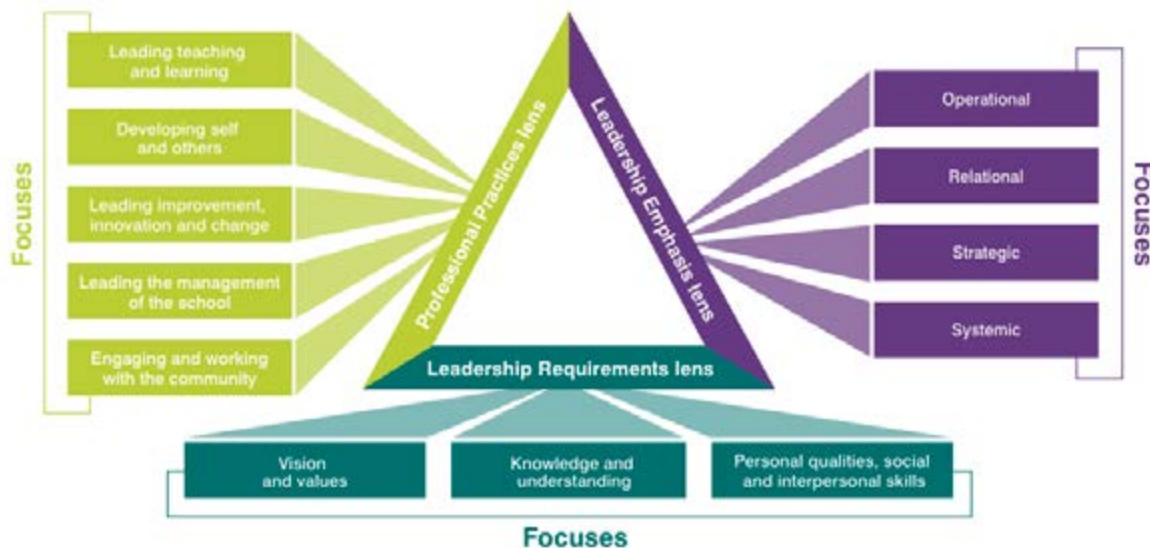 Focuses
Leading teaching
and learning
Developing self
and others
Leading improvement,
innovation and change
Leading the management
of the school
Engaging and working
with the community
Professional Practices lens
Leadership Emphasis lens
Leadership Requirements lens
Operational
Relational
Strategic
Systemic
Focuses
Vision
and values
Knowledge and
understanding
Personal qualities, social
and interpersonal skills
Focuses